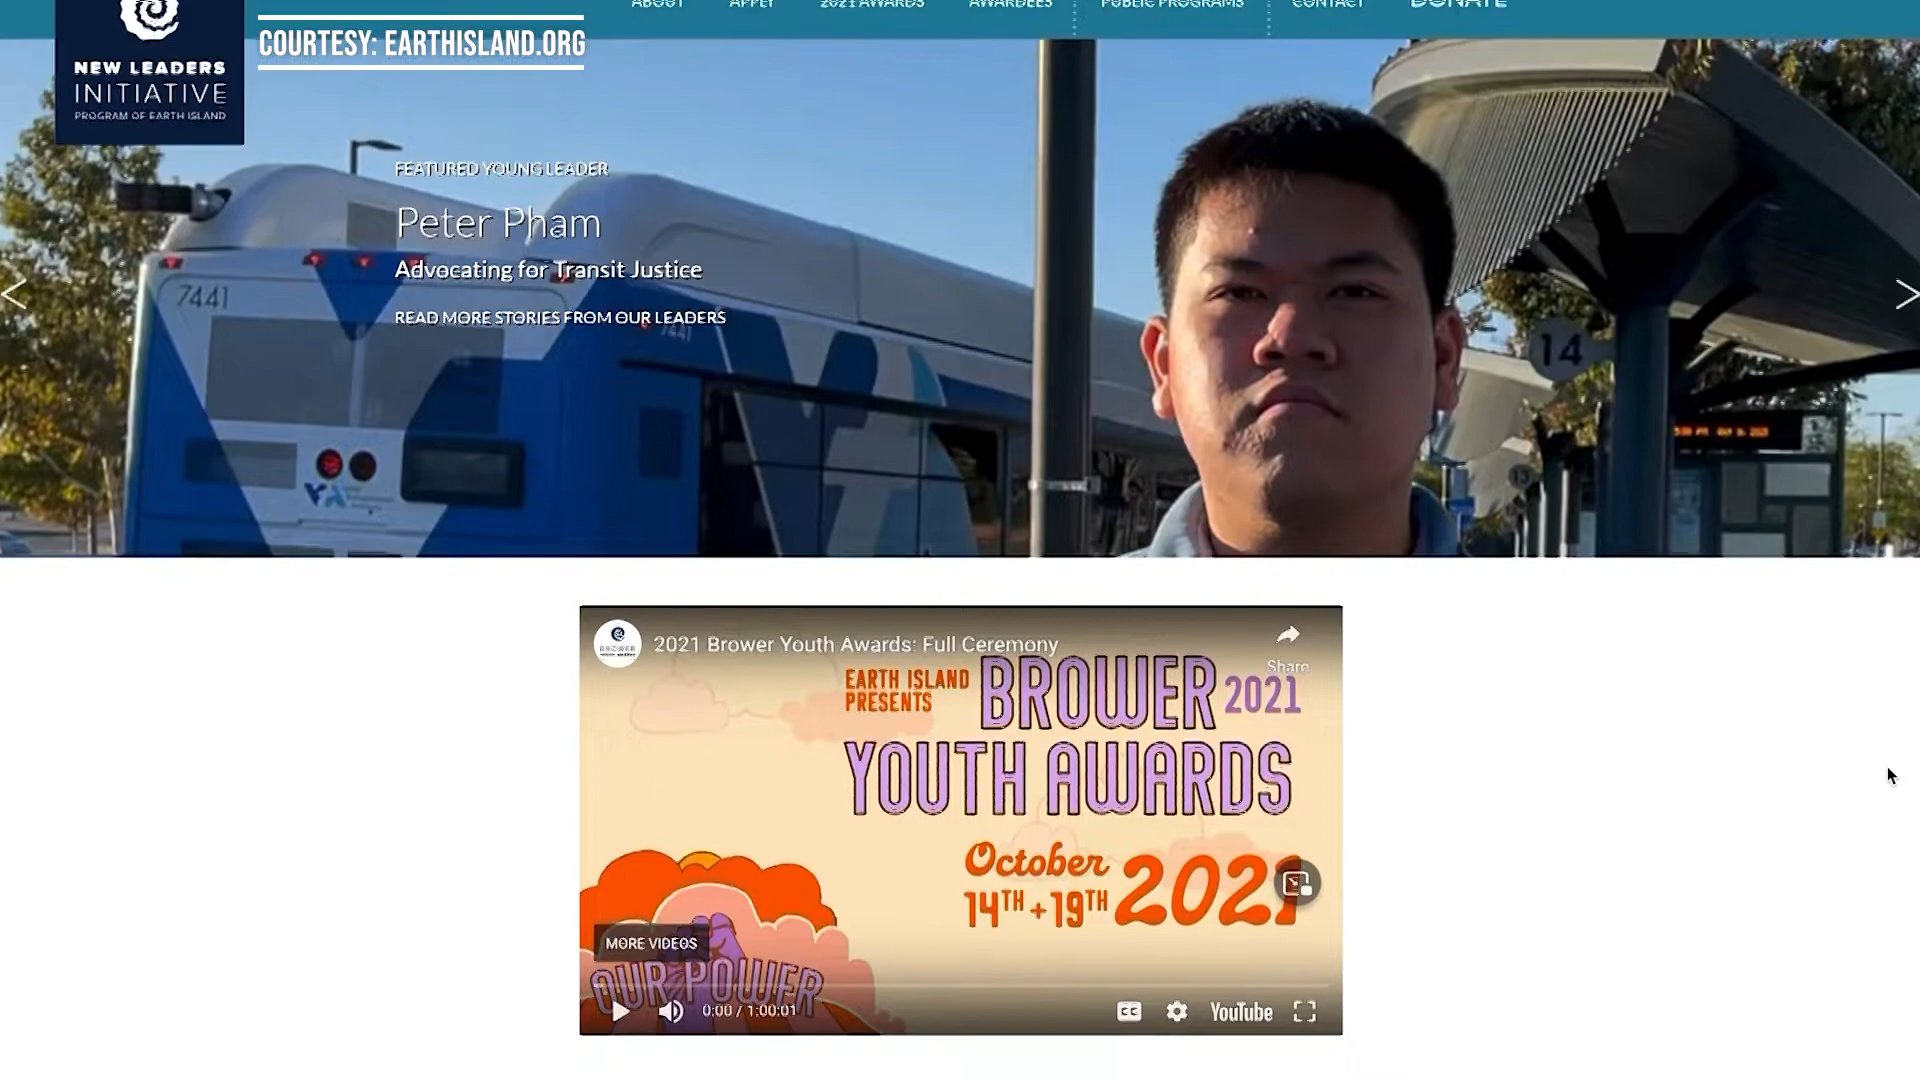 ABOUT
APPLY
2021 AWARDS
AWARDEES
PUBLIC PROGRAMS
CONTACT
DONATE
COURTESY: EARTHISLAND.ORG
NEW LEADERS
INITIATIVE
PROGRAM OF EARTH ISLAND
FEATURED YOUNG LEADER
Peter Pham
Advocating for Transit Justice
READ MORE STORIES FROM OUR LEADERS
7441
7441
14
2021 Brower Youth Awards: Full Ceremony
Share
EARTH ISLAND
PRESENTS
BROWER
2021
YOUTH AWARDS
October
14TH + 19TH
2021
MORE VIDEOS
OUR POWER
0:00 / 1:00:01
CC
YouTube